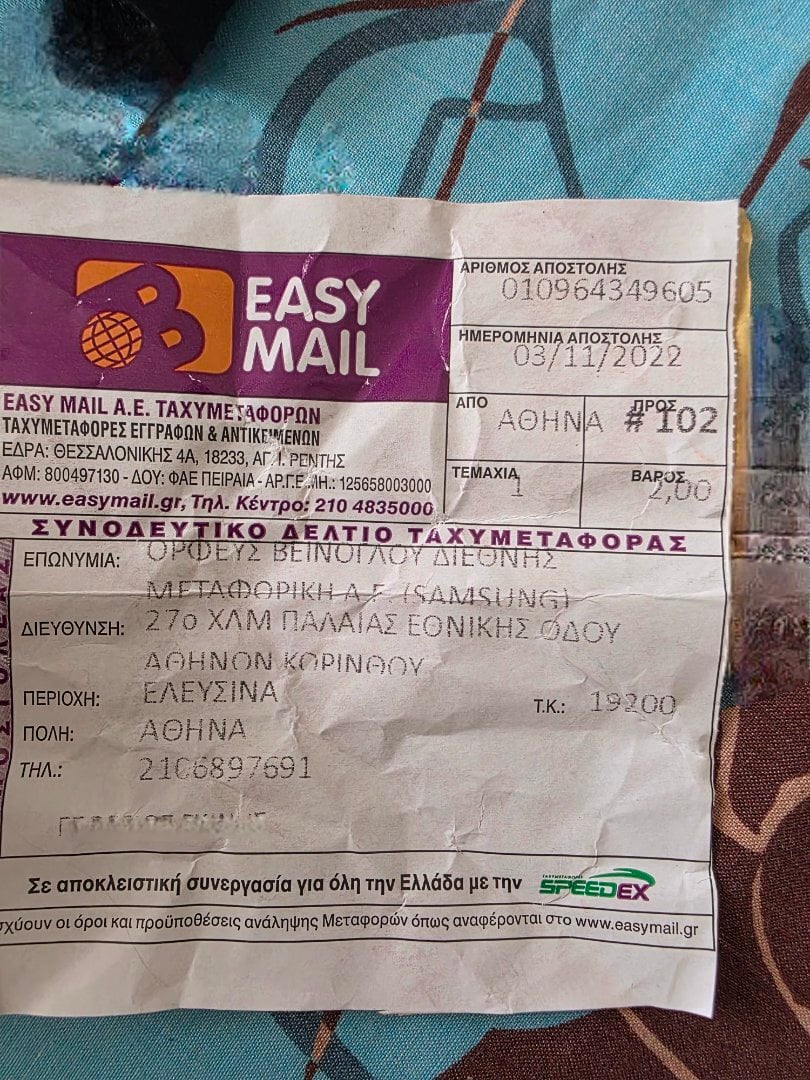 EASY
MAIL
ΑΡΙΘΜΟΣ ΑΠΟΣΤΟΛΗΣ
010964349605
ΗΜΕΡΟΜΗΝΙΑ ΑΠΟΣΤΟΛΗΣ
03/11/2022
ΑΠΟ ΑΘΗΝΑ
ΠΡΟΣ #102
ΤΕΜΑΧΙΑ 1
ΒΑΡΟΣ 2,00
EASY MAIL Α.Ε. ΤΑΧΥΜΕΤΑΦΟΡΩΝ
ΤΑΧΥΜΕΤΑΦΟΡΕΣ ΕΓΓΡΑΦΩΝ & ΑΝΤΙΚΕΙΜΕΝΩΝ
ΕΔΡΑ: ΘΕΣΣΑΛΟΝΙΚΗΣ 4Α, 18233, ΑΓ. Ι. ΡΕΝΤΗΣ
ΑΦΜ: 800497130 - ΔΟΥ: ΦΑΕ ΠΕΙΡΑΙΑ - ΑΡ.Γ.Ε.ΜΗ.: 125658003000
www.easymail.gr, Τηλ. Κέντρο: 210 4835000
ΣΥΝΟΔΕΥΤΙΚΟ ΔΕΛΤΙΟ ΤΑΧΥΜΕΤΑΦΟΡΑΣ
ΕΠΩΝΥΜΙΑ: ΟΡΦΕΥΣ ΒΕΙΝΟΓΛΟΥ ΔΙΕΘΝΗΣ
ΜΕΤΑΦΟΡΙΚΗ Α.Ε. (SAMSUNG)
ΔΙΕΥΘΥΝΣΗ: 27ο ΧΛΜ ΠΑΛΑΙΑΣ ΕΘΝΙΚΗΣ ΟΔΟΥ
ΑΘΗΝΩΝ ΚΟΡΙΝΘΟΥ
ΠΕΡΙΟΧΗ: ΕΛΕΥΣΙΝΑ Τ.Κ.: 19200
ΠΟΛΗ: ΑΘΗΝΑ
ΤΗΛ.: 2106897691
Σε αποκλειστική συνεργασία για όλη την Ελλάδα με την SPEEDEX
οι όροι και προϋποθέσεις ανάληψης Μεταφορών όπως αναφέρονται στο www.easymail.gr